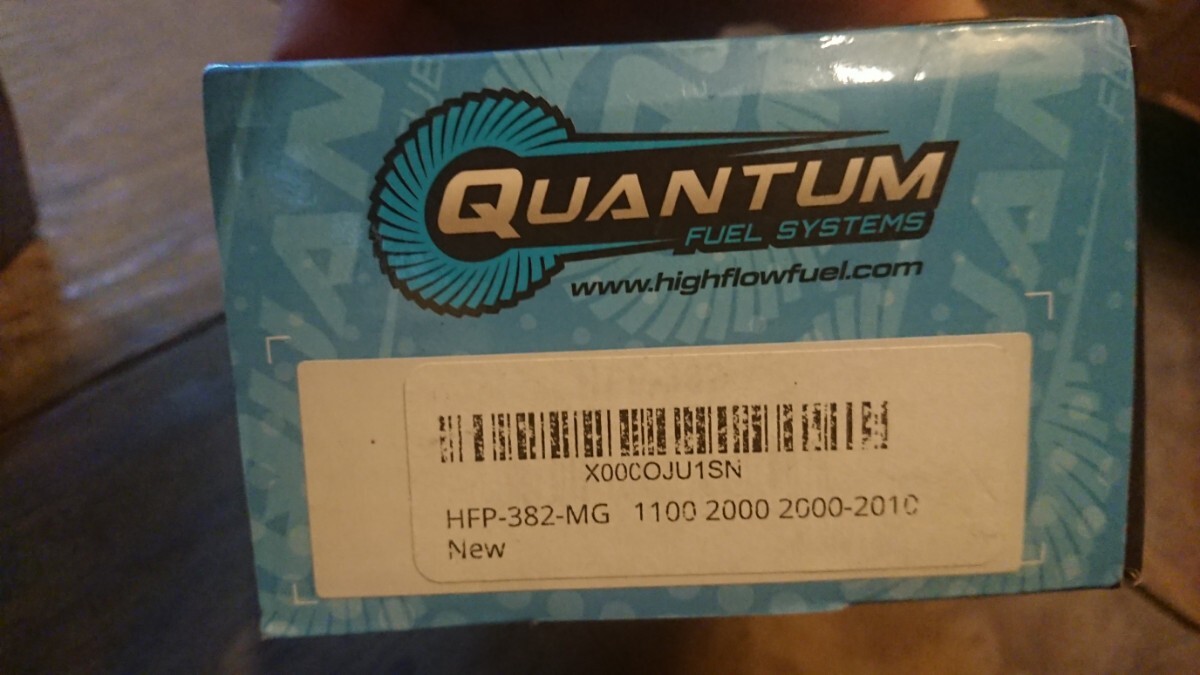 QUANTUM
FUEL SYSTEMS
www.highflowfuel.com
X000OJU1SN
HFP-382-MG 1100 2000 2000-2010
New